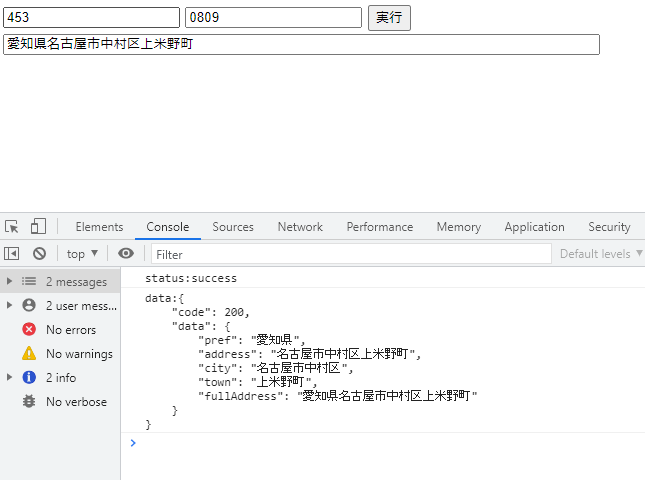 453 0809 実行
愛知県名古屋市中村区上米野町
Elements Console Sources Network Performance Memory Application Security
top ▼ Filter Default levels ▼
2 messages
2 user mess...
No errors
No warnings
2 info
No verbose
status:success
data:{
    "code": 200,
    "data": {
        "pref": "愛知県",
        "address": "名古屋市中村区上米野町",
        "city": "名古屋市中村区",
        "town": "上米野町",
        "fullAddress": "愛知県名古屋市中村区上米野町"
    }
}